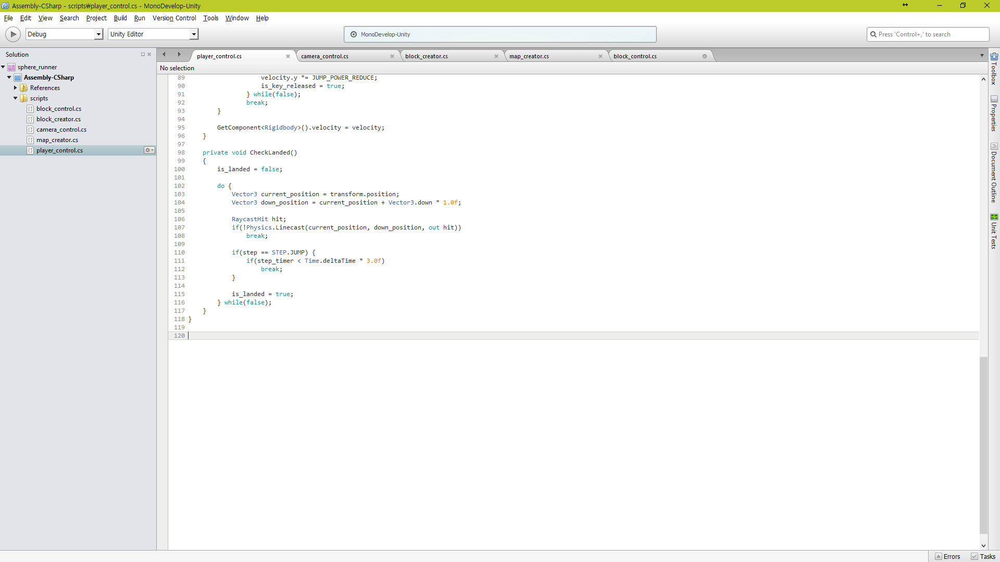 Assembly-CSharp - scripts₩player_control.cs - MonoDevelop-Unity
File Edit View Search Project Build Run Version Control Tools Window Help
Debug Unity Editor MonoDevelop-Unity Press 'Control+,' to search
Solution
sphere_runner
Assembly-CSharp
References
scripts
block_control.cs
block_creator.cs
camera_control.cs
map_creator.cs
player_control.cs
player_control.cs camera_control.cs block_creator.cs map_creator.cs block_control.cs
No selection
89 velocity.y *= JUMP_POWER_REDUCE;
90 is_key_released = true;
91 } while(false);
92 break;
93 }
94
95 GetComponent<Rigidbody>().velocity = velocity;
96 }
97
98 private void CheckLanded()
99 {
100 is_landed = false;
101
102 do {
103 Vector3 current_position = transform.position;
104 Vector3 down_position = current_position + Vector3.down * 1.0f;
105
106 RaycastHit hit;
107 if(!Physics.Linecast(current_position, down_position, out hit))
108 break;
109
110 if(step == STEP.JUMP) {
111 if(step_timer < Time.deltaTime * 3.0f)
112 break;
113 }
114
115 is_landed = true;
116 } while(false);
117 }
118 }
119
120
Toolbox
Properties
Document Outline
Unit Tests
Errors Tasks